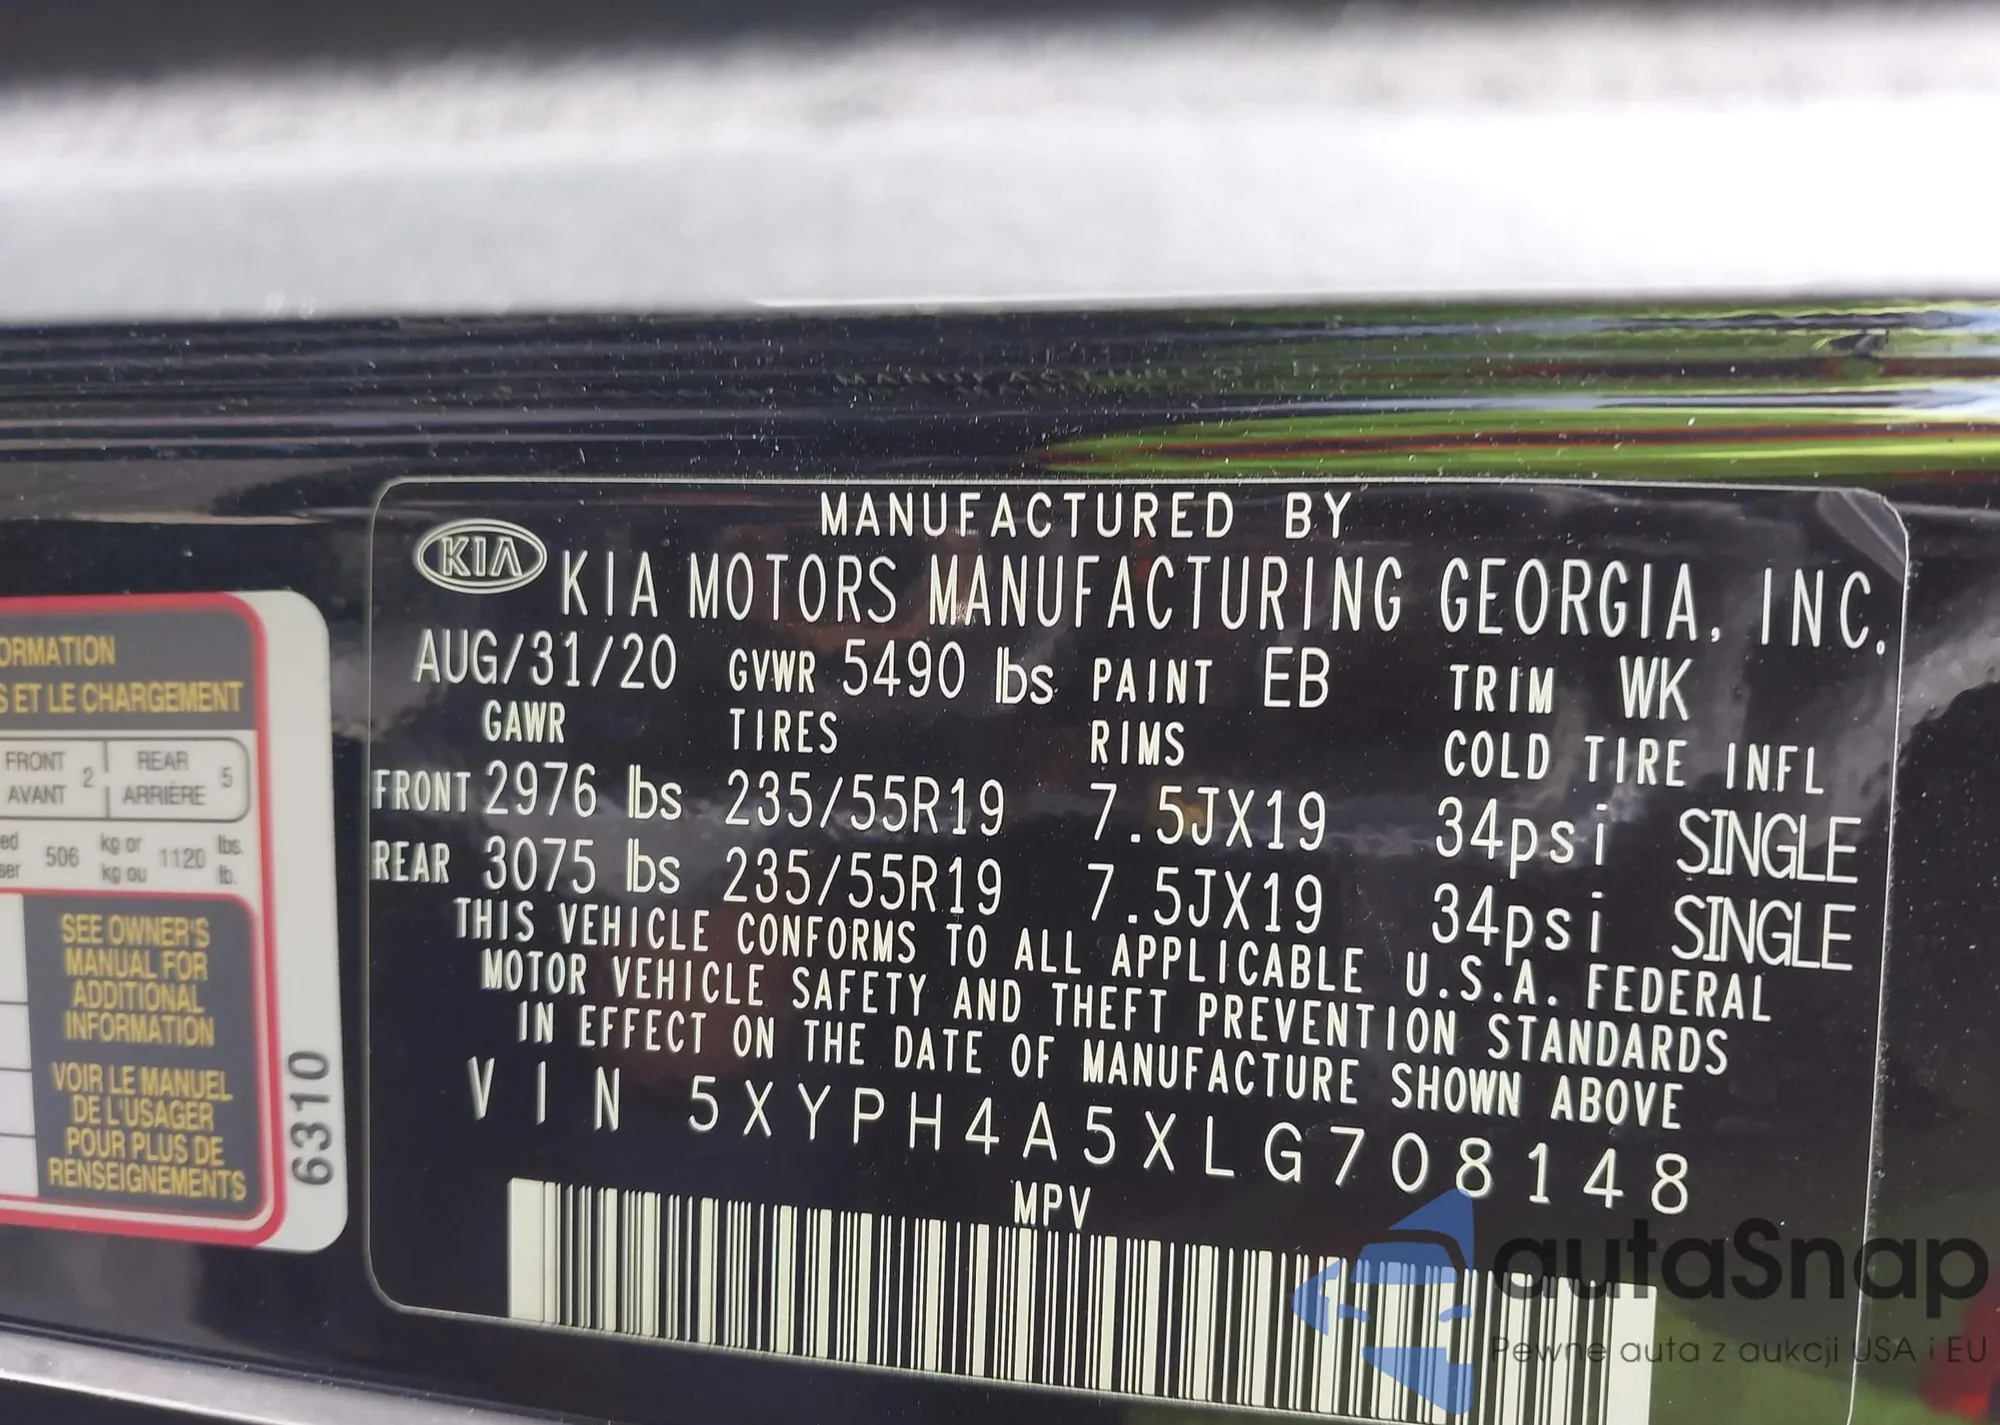 MANUFACTURED BY
KIA KIA MOTORS MANUFACTURING GEORGIA, INC.
AUG/31/20 GVWR 5490 lbs PAINT EB TRIM WK
GAWR TIRES RIMS COLD TIRE INFL
FRONT 2976 lbs 235/55R19 7.5JX19 34psi SINGLE
REAR 3075 lbs 235/55R19 7.5JX19 34psi SINGLE
THIS VEHICLE CONFORMS TO ALL APPLICABLE U.S.A. FEDERAL
MOTOR VEHICLE SAFETY AND THEFT PREVENTION STANDARDS
IN EFFECT ON THE DATE OF MANUFACTURE SHOWN ABOVE
VIN 5XYPH4A5XLG708148
MPV
ORMATION
S ET LE CHARGEMENT
FRONT 2 REAR 5
AVANT ARRIÈRE
ed 506 kg or 1120 lbs.
ser kg ou lb.
SEE OWNER'S
MANUAL FOR
ADDITIONAL
INFORMATION
VOIR LE MANUEL
DE L'USAGER
POUR PLUS DE
RENSEIGNEMENTS
6310
autaSnap
Pewne auta z aukcji USA i EU